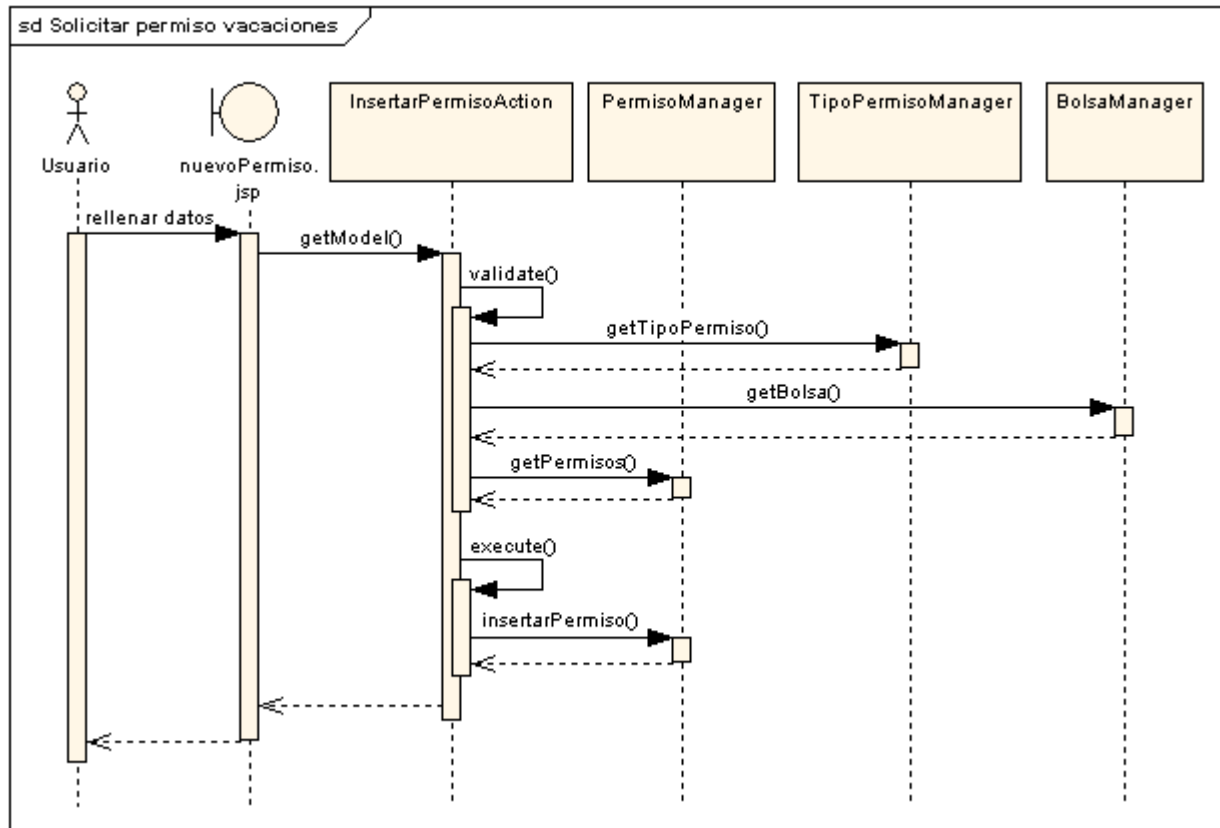 sd Solicitar permiso vacaciones
InsertarPermisoAction
PermisoManager
TipoPermisoManager
BolsaManager
Usuario
nuevoPermiso.
jsp
rellenar datos
getModel()
validate()
getTipoPermiso()
getBolsa()
getPermisos()
execute()
insertarPermiso()